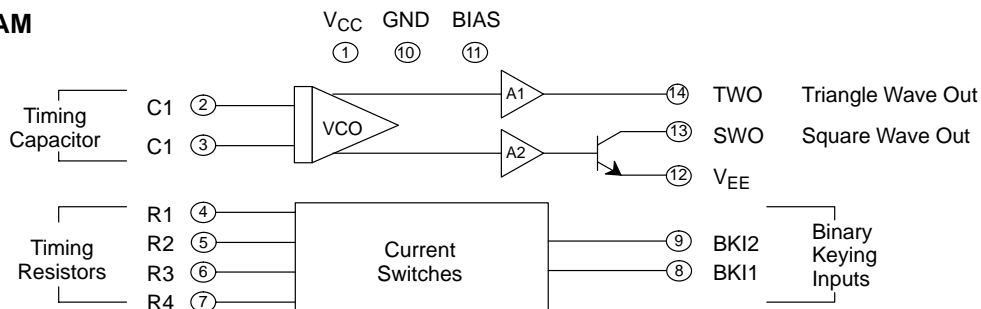 AM
VCC GND BIAS
1 10 11
Timing Capacitor
C1 2
C1 3
VCO
A1
A2
14 TWO Triangle Wave Out
13 SWO Square Wave Out
12 VEE
Timing Resistors
R1 4
R2 5
R3 6
R4 7
Current Switches
9 BKI2
8 BKI1
Binary Keying Inputs